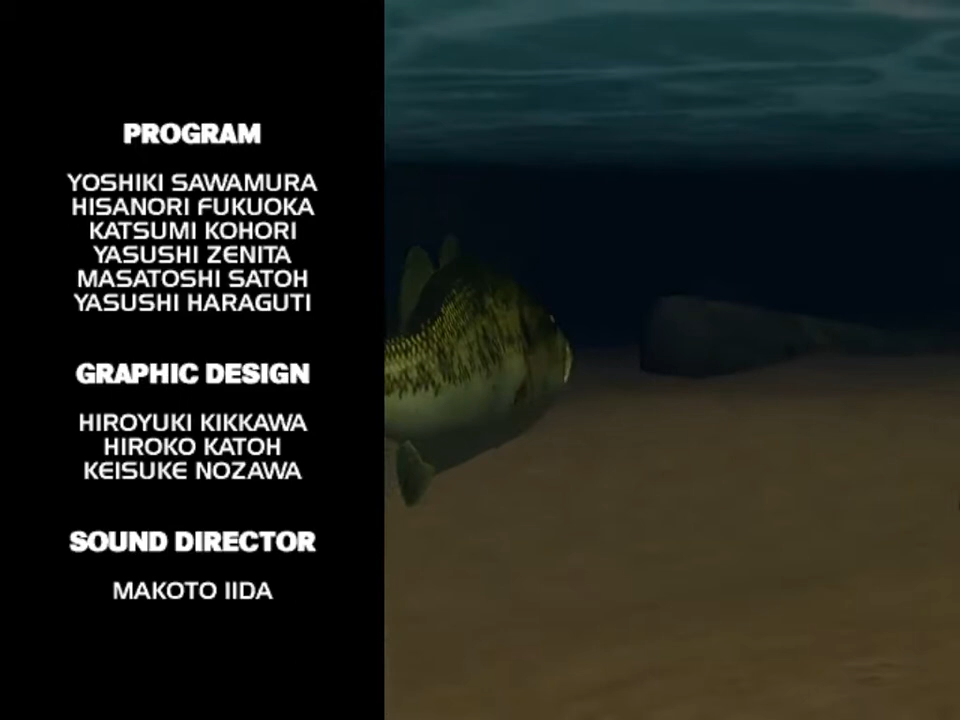 PROGRAM
YOSHIKI SAWAMURA
HISANORI FUKUOKA
KATSUMI KOHORI
YASUSHI ZENITA
MASATOSHI SATOH
YASUSHI HARAGUTI
GRAPHIC DESIGN
HIROYUKI KIKKAWA
HIROKO KATOH
KEISUKE NOZAWA
SOUND DIRECTOR
MAKOTO IIDA